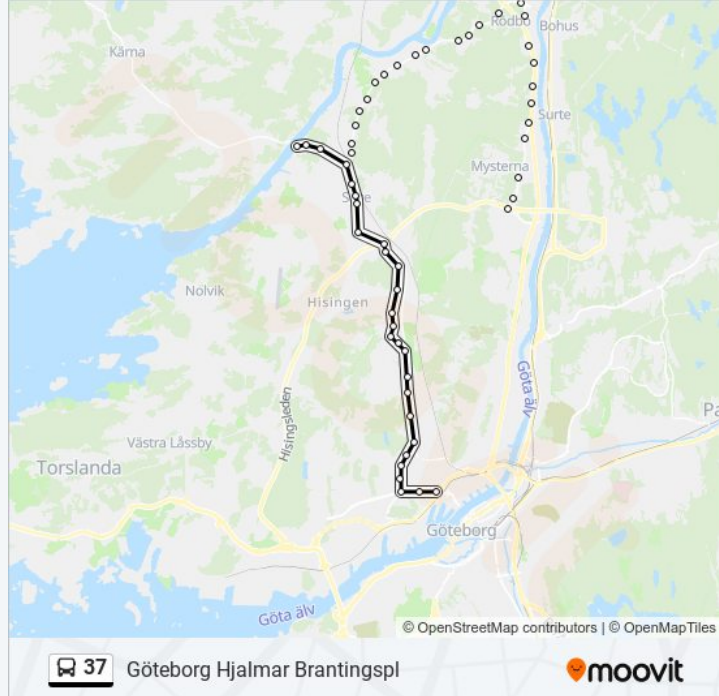 Rödbo
Bohus
Kärna
Surte
Mysterna
Nolvik
Hisingen
Göta älv
Hisingsleden
Västra Låssby
Torslanda
Göteborg
Göta älv
© OpenStreetMap contributors | © OpenMapTiles
37 Göteborg Hjalmar Brantingspl
moovit